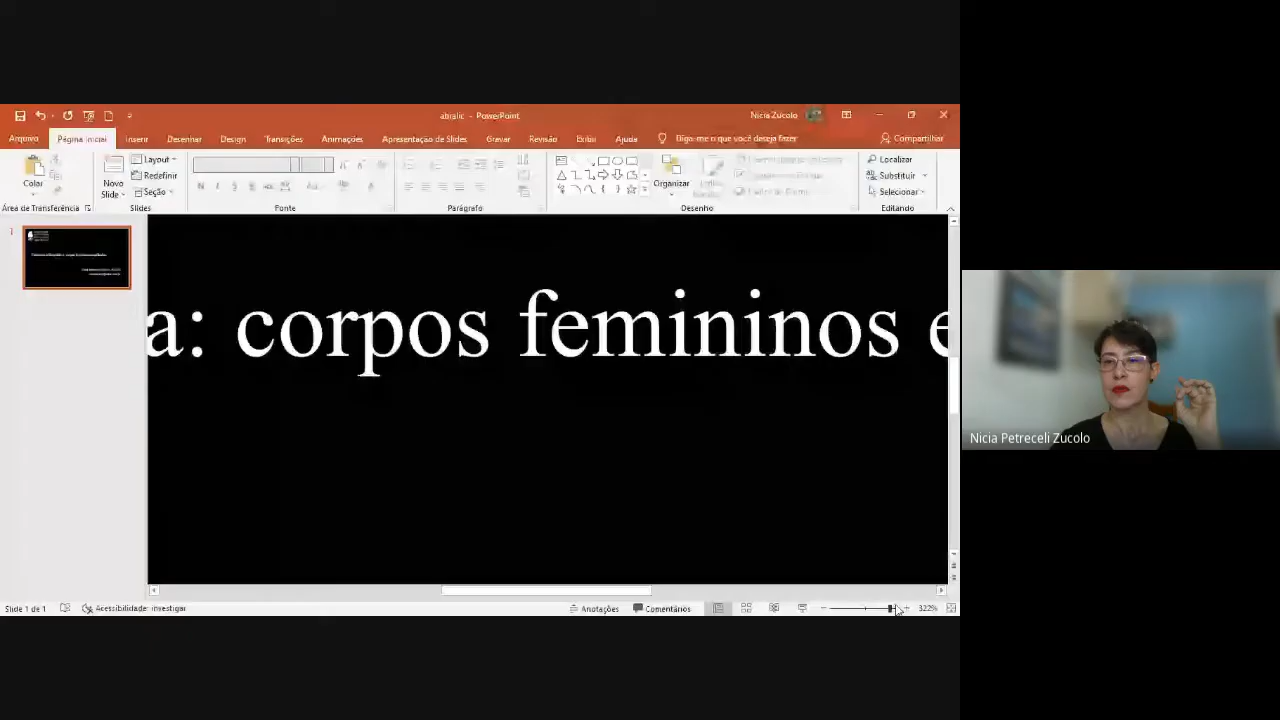 abralic - PowerPoint
Nicia Zucolo
Arquivo Página Inicial Inserir Desenhar Design Transições Animações Apresentação de Slides Gravar Revisão Exibir Ajuda Diga-me o que você deseja fazer Compartilhar
Colar
Novo
Slide
Layout
Redefinir
Seção
Organizar
Localizar
Substituir
Selecionar
Área de Transferência Slides Fonte Parágrafo Desenho Editando
1
a: corpos femininos e
Nicia Petreceli Zucolo
Slide 1 de 1 Acessibilidade: investigar Anotações Comentários 322%